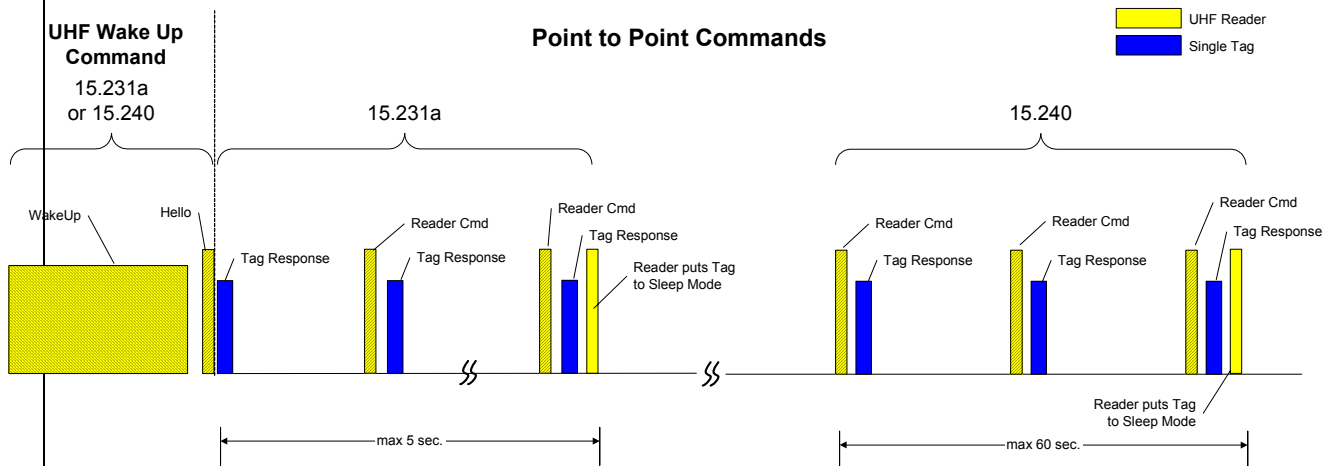 UHF Wake Up
Command
15.231a
or 15.240
Point to Point Commands
UHF Reader
Single Tag
15.231a
15.240
WakeUp
Hello
Tag Response
Reader Cmd
Tag Response
Reader Cmd
Tag Response
Reader puts Tag
to Sleep Mode
Reader Cmd
Tag Response
Reader Cmd
Tag Response
Reader Cmd
Tag Response
Reader puts Tag
to Sleep Mode
max 5 sec.
max 60 sec.